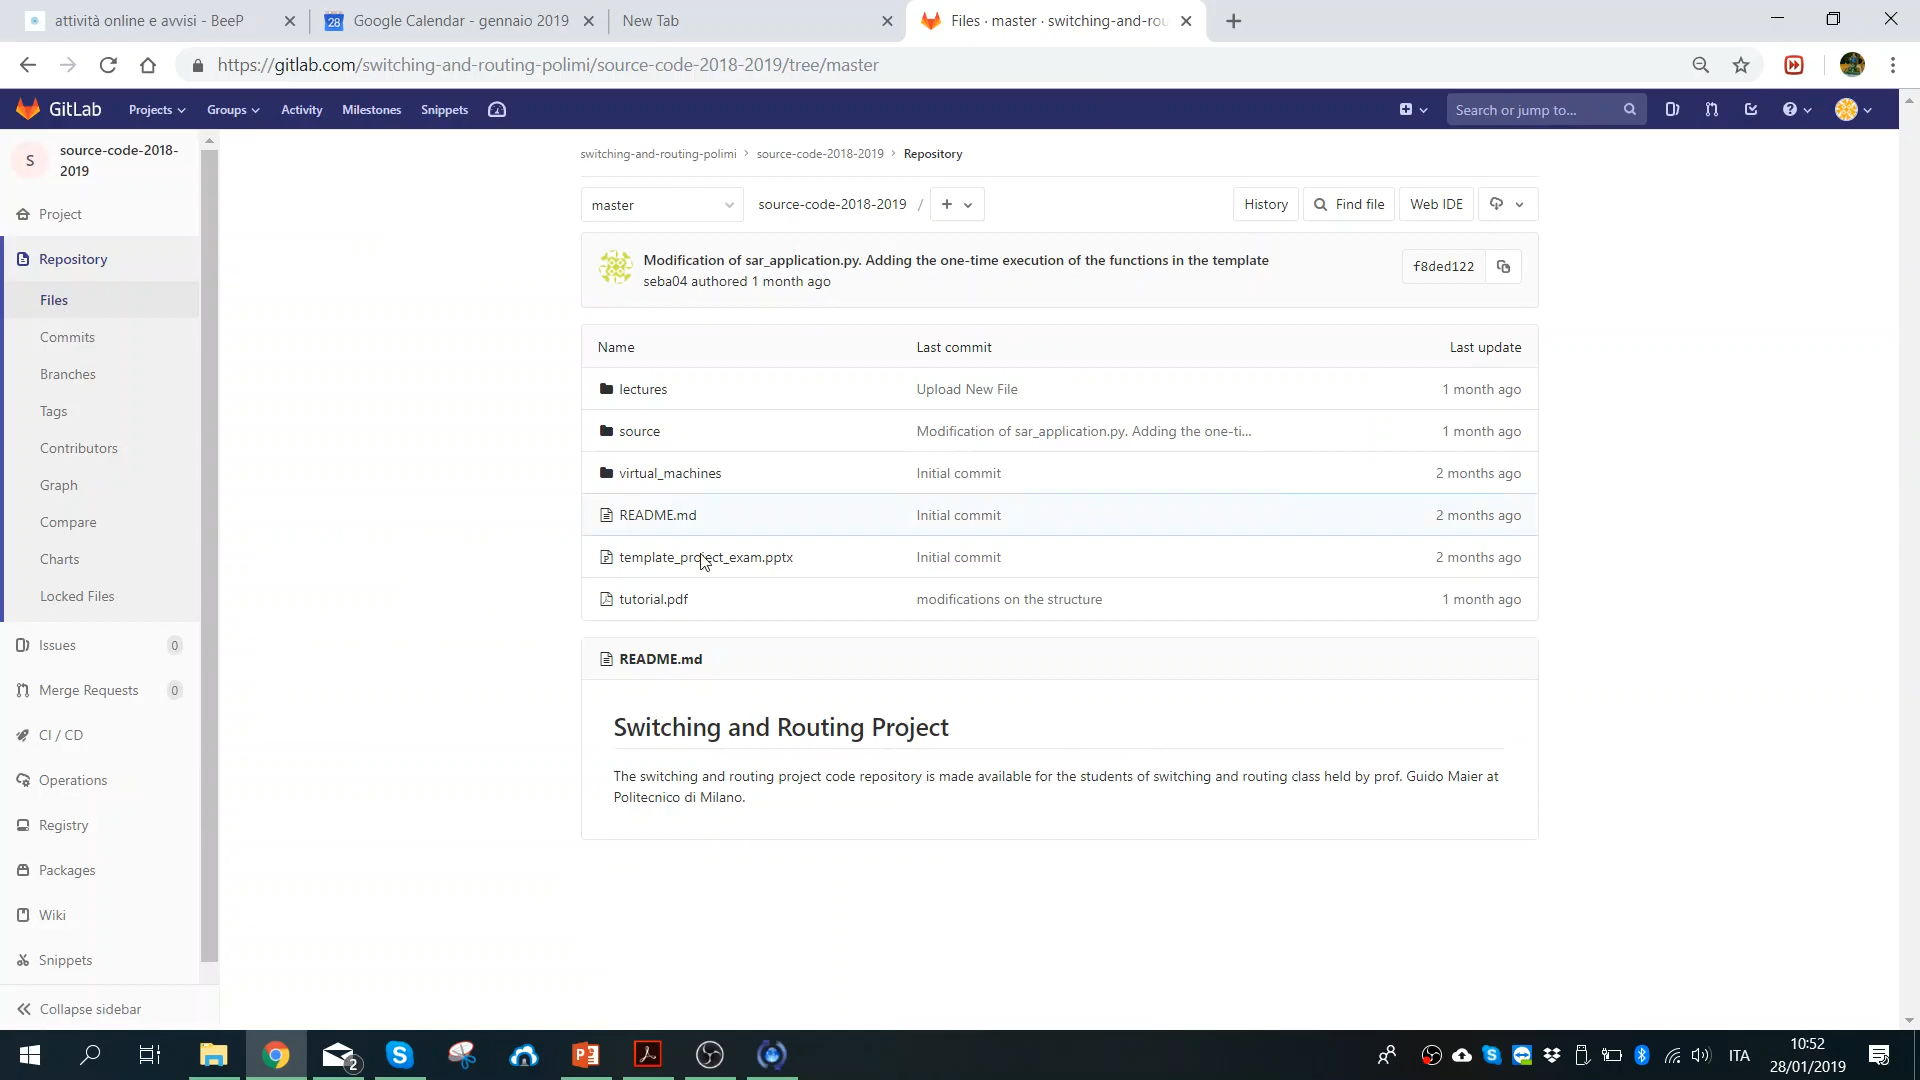 attività online e avvisi - BeeP
28 Google Calendar - gennaio 2019
New Tab
Files · master · switching-and-rou
https://gitlab.com/switching-and-routing-polimi/source-code-2018-2019/tree/master
GitLab Projects Groups Activity Milestones Snippets Search or jump to...
S source-code-2018-
2019
Project
Repository
Files
Commits
Branches
Tags
Contributors
Graph
Compare
Charts
Locked Files
Issues 0
Merge Requests 0
CI / CD
Operations
Registry
Packages
Wiki
Snippets
Collapse sidebar
switching-and-routing-polimi › source-code-2018-2019 › Repository
master source-code-2018-2019 / + History Find file Web IDE
Modification of sar_application.py. Adding the one-time execution of the functions in the template
seba04 authored 1 month ago
f8ded122
Name Last commit Last update
lectures Upload New File 1 month ago
source Modification of sar_application.py. Adding the one-ti... 1 month ago
virtual_machines Initial commit 2 months ago
README.md Initial commit 2 months ago
template_project_exam.pptx Initial commit 2 months ago
tutorial.pdf modifications on the structure 1 month ago
README.md
Switching and Routing Project
The switching and routing project code repository is made available for the students of switching and routing class held by prof. Guido Maier at
Politecnico di Milano.
2
ITA
10:52
28/01/2019